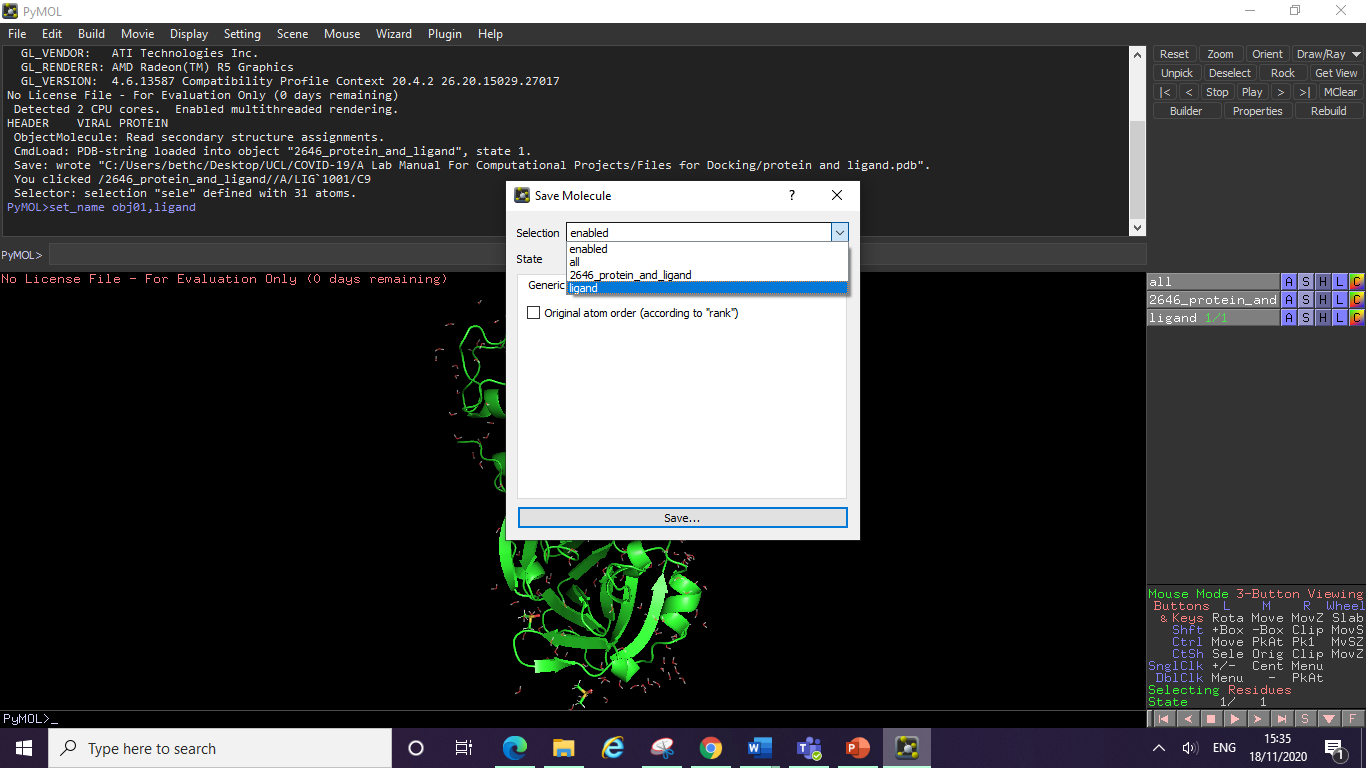 PyMOL
File Edit Build Movie Display Setting Scene Mouse Wizard Plugin Help
GL_VENDOR: ATI Technologies Inc.
GL_RENDERER: AMD Radeon(TM) R5 Graphics
GL_VERSION: 4.6.13587 Compatibility Profile Context 20.4.2 26.20.15029.27017
No License File - For Evaluation Only (0 days remaining)
Detected 2 CPU cores. Enabled multithreaded rendering.
HEADER VIRAL PROTEIN
ObjectMolecule: Read secondary structure assignments.
CmdLoad: PDB-string loaded into object "2646_protein_and_ligand", state 1.
Save: wrote "C:/Users/bethc/Desktop/UCL/COVID-19/A Lab Manual For Computational Projects/Files for Docking/protein and ligand.pdb".
You clicked /2646_protein_and_ligand//A/LIG`1001/C9
Selector: selection "sele" defined with 31 atoms.
PyMOL>set_name obj01,ligand
PyMOL>
Reset Zoom Orient Draw/Ray
Unpick Deselect Rock Get View
|< < Stop Play > >| MClear
Builder Properties Rebuild
Save Molecule ?
Selection enabled
enabled
all
2646_protein_and_ligand
ligand
State
Generic
Original atom order (according to "rank")
Save...
No License File - For Evaluation Only (0 days remaining)
all A S H L C
2646_protein_and A S H L C
ligand 1/1 A S H L C
Mouse Mode 3-Button Viewing
Buttons L M R Wheel
& Keys Rota Move MovZ Slab
Shft +Box -Box Clip MovS
Ctrl Move PkAt Pk1 MvSZ
CtSh Sele Orig Clip MovZ
SnglClk +/- Cent Menu
DblClk Menu - PkAt
Selecting Residues
State 1/ 1
S F
PyMOL>_
Type here to search
ENG
15:35
18/11/2020
1